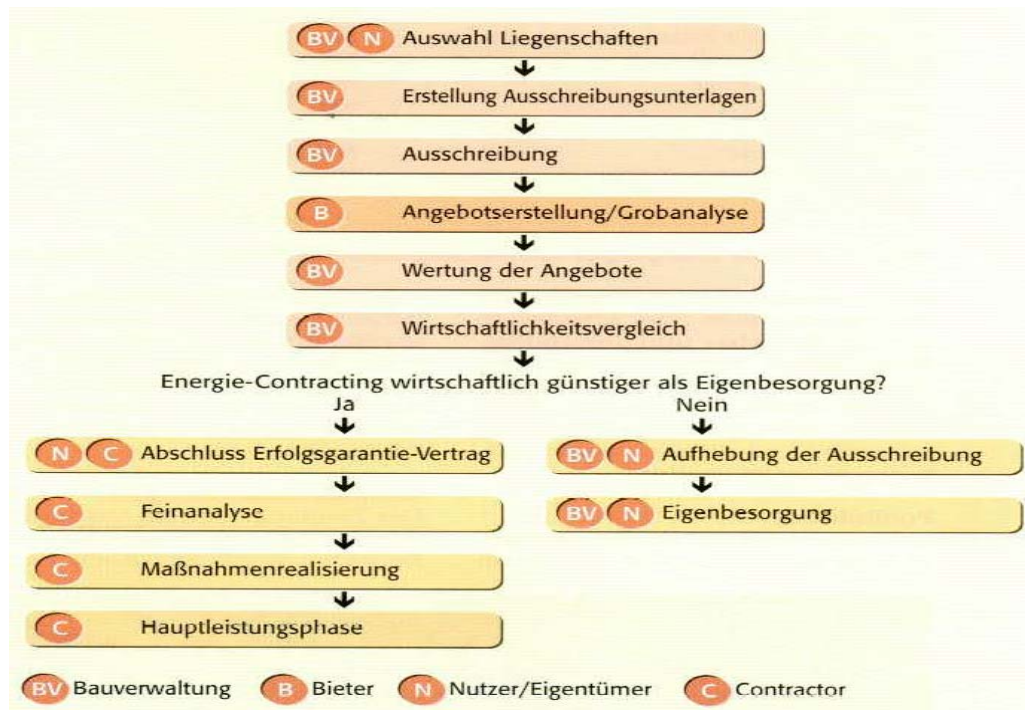 BV N Auswahl Liegenschaften
BV Erstellung Ausschreibungsunterlagen
BV Ausschreibung
B Angebotserstellung/Grobanalyse
BV Wertung der Angebote
BV Wirtschaftlichkeitsvergleich
Energie-Contracting wirtschaftlich günstiger als Eigenbesorgung?
Ja Nein
N C Abschluss Erfolgsgarantie-Vertrag
BV N Aufhebung der Ausschreibung
C Feinanalyse
BV N Eigenbesorgung
C Maßnahmenrealisierung
C Hauptleistungsphase
BV Bauverwaltung B Bieter N Nutzer/Eigentümer C Contractor